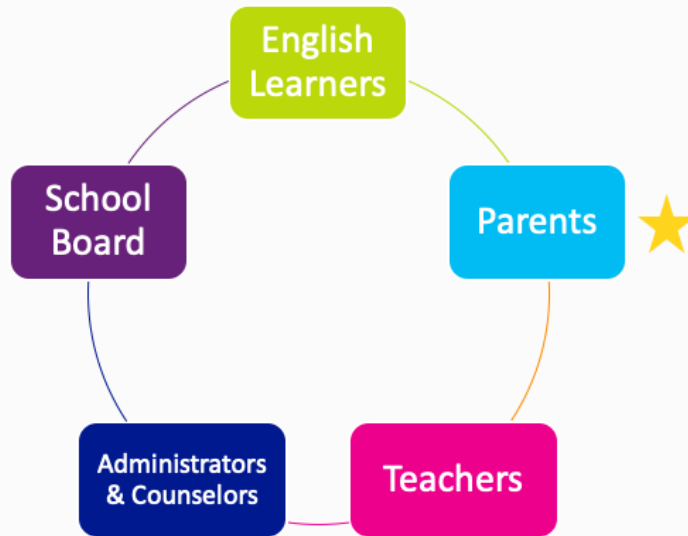 English
Learners
Parents
Teachers
Administrators
& Counselors
School
Board